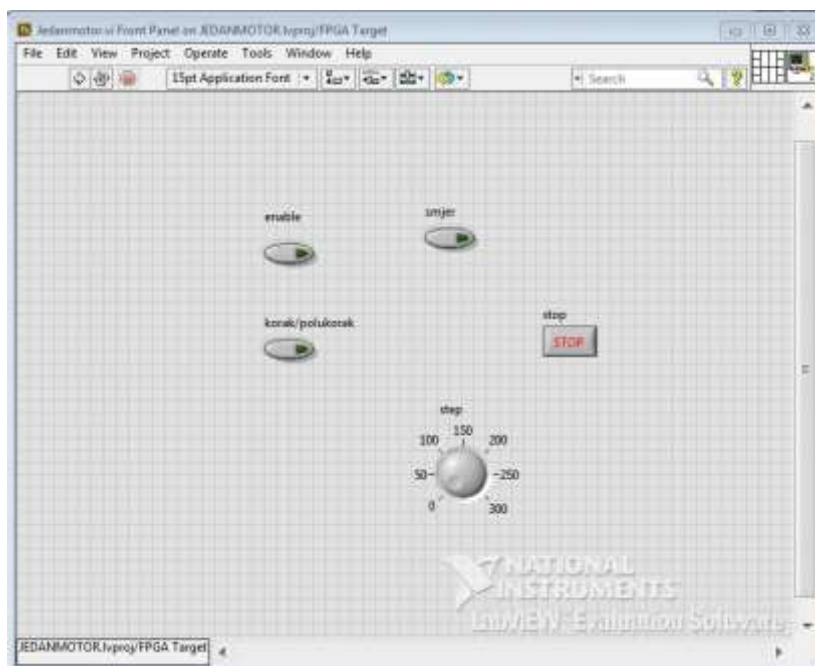 Jedanmotor.vi Front Panel on JEDANMOTOR.lvproj/FPGA Target
File Edit View Project Operate Tools Window Help
15pt Application Font
Search
enable
smjer
korak/polukorak
stop
STOP
step
150
100
200
50
250
0
300
NATIONAL
INSTRUMENTS
LabVIEW Evaluation Software
JEDANMOTOR.lvproj/FPGA Target